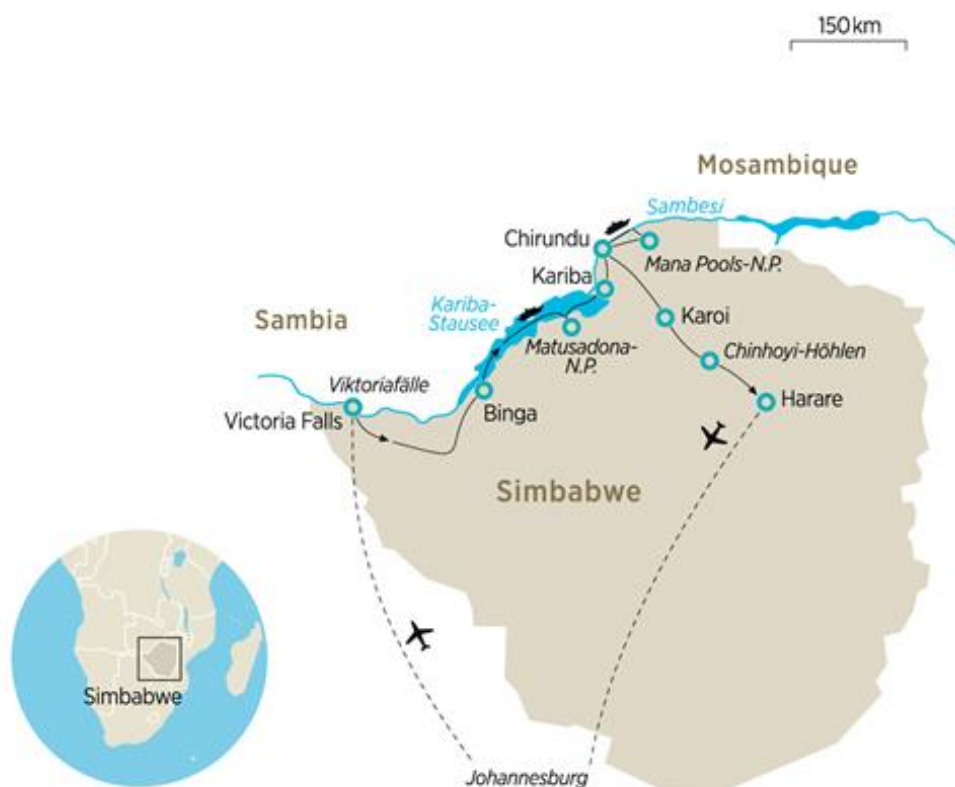 150 km
Mosambique
Sambesi
Chirundu
Mana Pools-N.P.
Kariba
Kariba-
Stausee
Sambia
Karoi
Matusadona-
N.P.
Chinhoyi-Höhlen
Viktoriafälle
Victoria Falls
Binga
Harare
Simbabwe
Simbabwe
Johannesburg